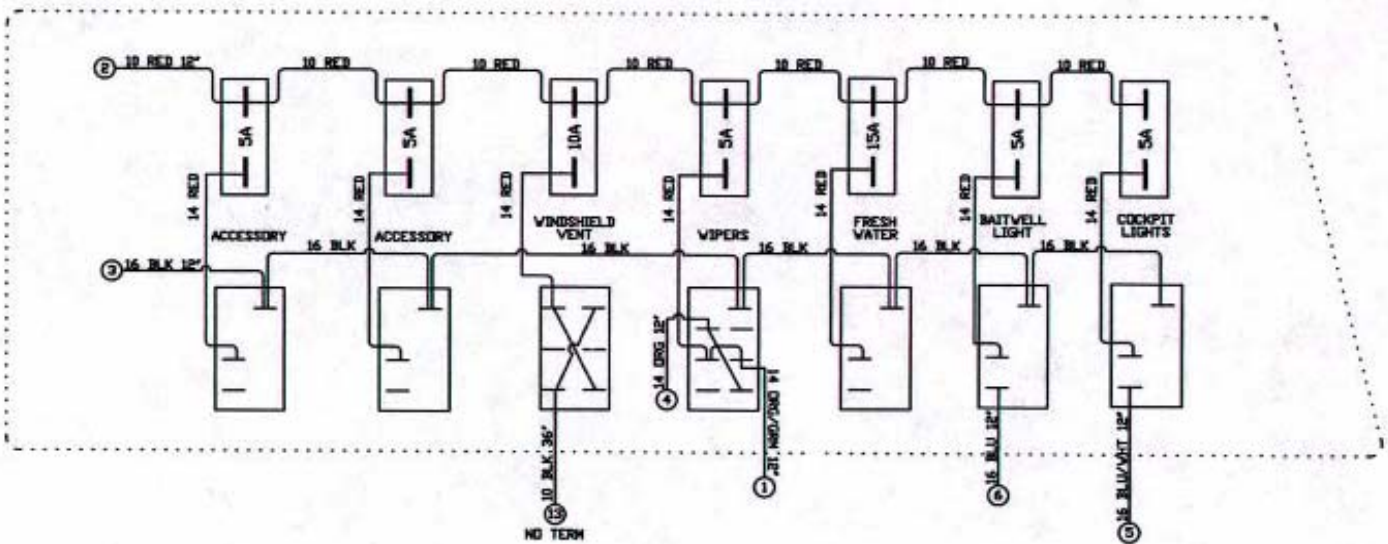 2 10 RED 12" 10 RED 10 RED 10 RED 10 RED 10 RED 10 RED
5A 5A 10A 5A 15A 5A 5A
14 RED 14 RED 14 RED 14 RED 14 RED 14 RED 14 RED
ACCESSORY
ACCESSORY
WINDSHIELD
VENT
WIPERS
FRESH
WATER
BAITWELL
LIGHT
COCKPIT
LIGHTS
3 16 BLK 12" 16 BLK 16 BLK 16 BLK 16 BLK 16 BLK
14 ORG 12"
4
14 ORG/GRN 12"
1
10 BLK 36"
13
NO TERM
16 BLU 12"
6
16 BLU/WHT 12"
5